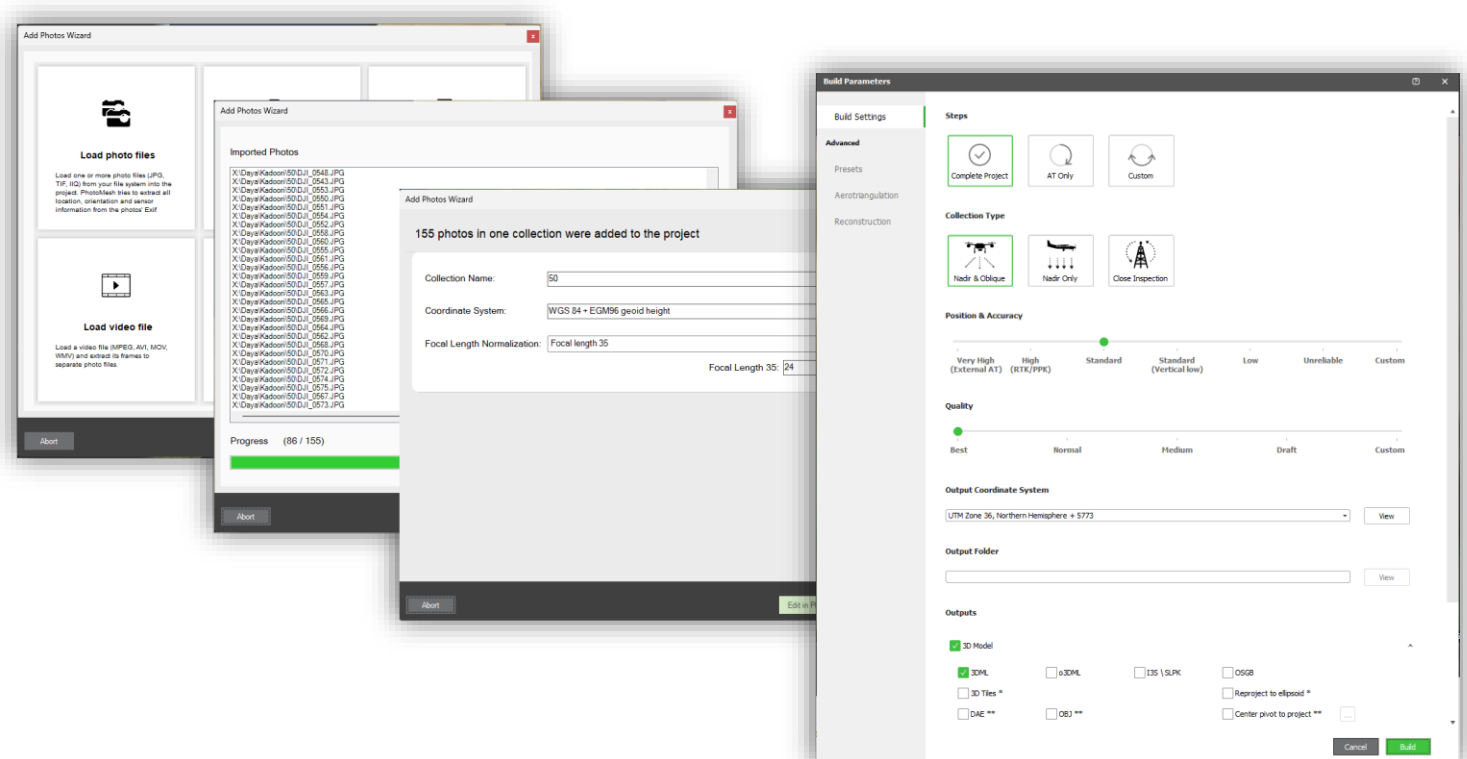 Add Photos Wizard
x
Load photo files
Load one or more photo files (JPG,
TIF, IIQ) from your file system into the
project. PhotoMesh tries to extract all
location, orientation and sensor
information from the photos' Exif
Load video file
Load a video file (MPEG, AVI, MOV,
WMV) and extract its frames to
separate photo files.
Abort
Add Photos Wizard
x
Imported Photos
X:\Daya\Kadoori\50\DJI_0548.JPG
X:\Daya\Kadoori\50\DJI_0543.JPG
X:\Daya\Kadoori\50\DJI_0553.JPG
X:\Daya\Kadoori\50\DJI_0550.JPG
X:\Daya\Kadoori\50\DJI_0551.JPG
X:\Daya\Kadoori\50\DJI_0554.JPG
X:\Daya\Kadoori\50\DJI_0552.JPG
X:\Daya\Kadoori\50\DJI_0558.JPG
X:\Daya\Kadoori\50\DJI_0560.JPG
X:\Daya\Kadoori\50\DJI_0555.JPG
X:\Daya\Kadoori\50\DJI_0561.JPG
X:\Daya\Kadoori\50\DJI_0556.JPG
X:\Daya\Kadoori\50\DJI_0559.JPG
X:\Daya\Kadoori\50\DJI_0557.JPG
X:\Daya\Kadoori\50\DJI_0563.JPG
X:\Daya\Kadoori\50\DJI_0565.JPG
X:\Daya\Kadoori\50\DJI_0566.JPG
X:\Daya\Kadoori\50\DJI_0569.JPG
X:\Daya\Kadoori\50\DJI_0564.JPG
X:\Daya\Kadoori\50\DJI_0562.JPG
X:\Daya\Kadoori\50\DJI_0568.JPG
X:\Daya\Kadoori\50\DJI_0570.JPG
X:\Daya\Kadoori\50\DJI_0571.JPG
X:\Daya\Kadoori\50\DJI_0572.JPG
X:\Daya\Kadoori\50\DJI_0574.JPG
X:\Daya\Kadoori\50\DJI_0575.JPG
X:\Daya\Kadoori\50\DJI_0567.JPG
X:\Daya\Kadoori\50\DJI_0573.JPG
Progress (86 / 155)
Abort
Add Photos Wizard
155 photos in one collection were added to the project
Collection Name: 50
Coordinate System: WGS 84 + EGM96 geoid height
Focal Length Normalization: Focal length 35
Focal Length 35: 24
Abort
Edit in P
Build Parameters
Build Settings
Advanced
Presets
Aerotriangulation
Reconstruction
Steps
Complete Project AT Only Custom
Collection Type
Nadir & Oblique Nadir Only Close Inspection
Position & Accuracy
Very High High Standard Standard Low Unreliable Custom
(External AT) (RTK/PPK) (Vertical low)
Quality
Best Normal Medium Draft Custom
Output Coordinate System
UTM Zone 36, Northern Hemisphere + 5773 View
Output Folder
View
Outputs
3D Model
3DML o3DML I3S \ SLPK OSGB
3D Tiles * Reproject to ellipsoid *
DAE ** OBJ ** Center pivot to project ** ...
Cancel Build